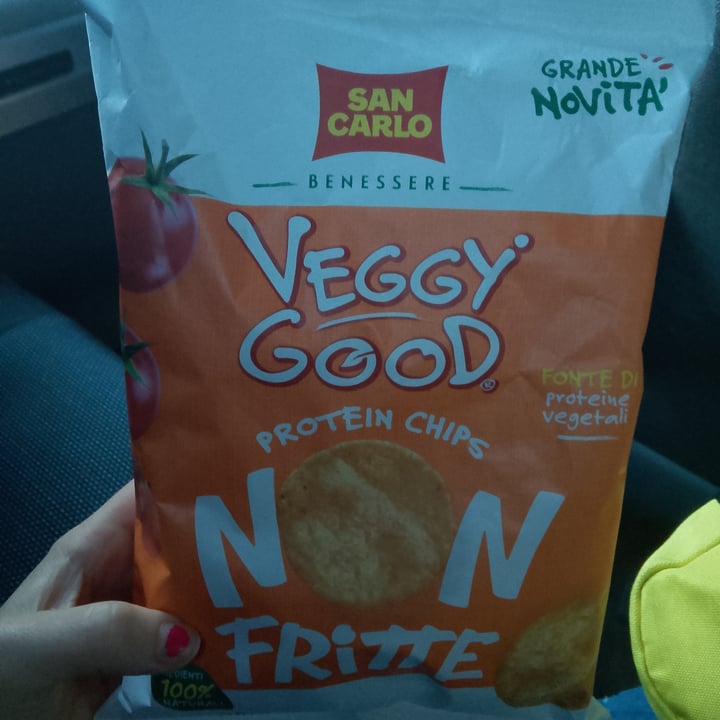 SAN
CARLO
BENESSERE
GRANDE
NOVITA'
VEGGY
GOOD
®
FONTE DI
proteine
vegetali
PROTEIN CHIPS
NON
FRITTE
100%